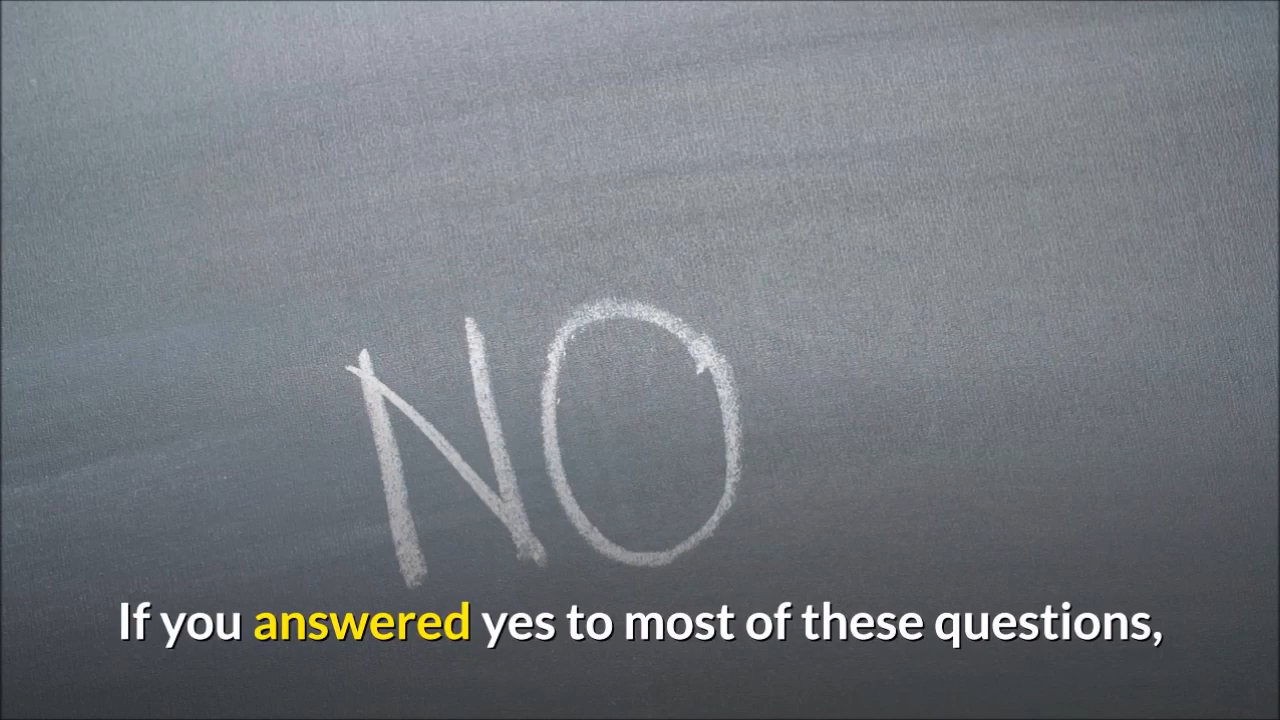 NO
If you answered yes to most of these questions,